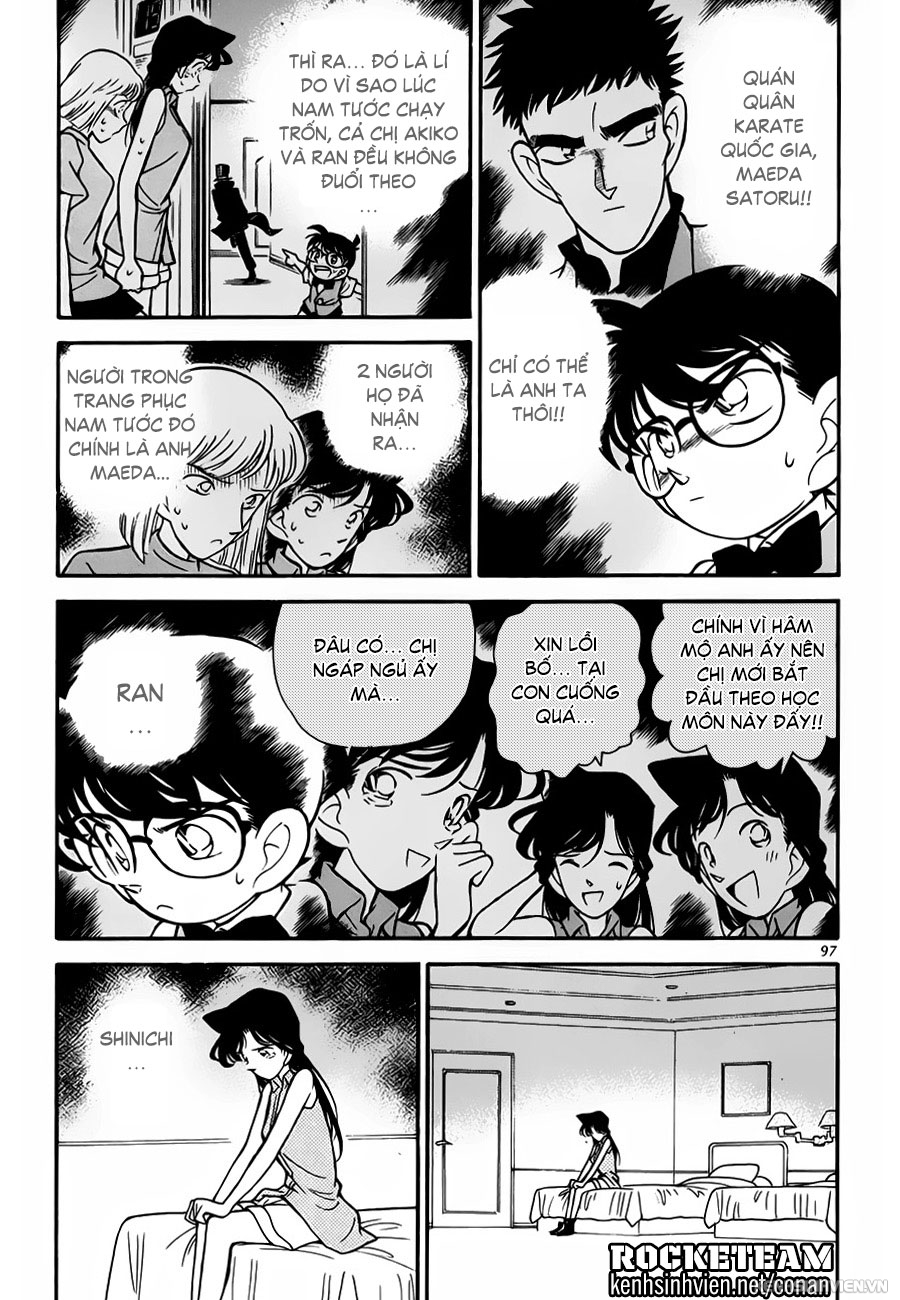 QUÁN
QUÂN
KARATE
QUỐC GIA,
MAEDA
SATORU!!
CHỈ CÓ THỂ
LÀ ANH TA
THÔI!!
THÌ RA... ĐÓ LÀ LÍ
DO VÌ SAO LÚC
NAM TƯỚC CHẠY
TRỐN, CẢ CHỊ AKIKO
VÀ RAN ĐỀU KHÔNG
ĐUỔI THEO
...
2 NGƯỜI
HỌ ĐÃ
NHẬN
RA...
NGƯỜI TRONG
TRANG PHỤC
NAM TƯỚC ĐÓ
CHÍNH LÀ ANH
MAEDA...
CHÍNH VÌ HÂM
MỘ ANH ẤY NÊN
CHỊ MỚI BẮT
ĐẦU THEO HỌC
MÔN NÀY ĐẤY!!
XIN LỖI
BỐ... TẠI
CON CUỐNG
QUÁ...
ĐÂU CÓ... CHỊ
NGÁP NGỦ ẤY
MÀ...
RAN
...
97
SHINICHI
...
ROCKETEAM
kenhsinhvien.net/conan